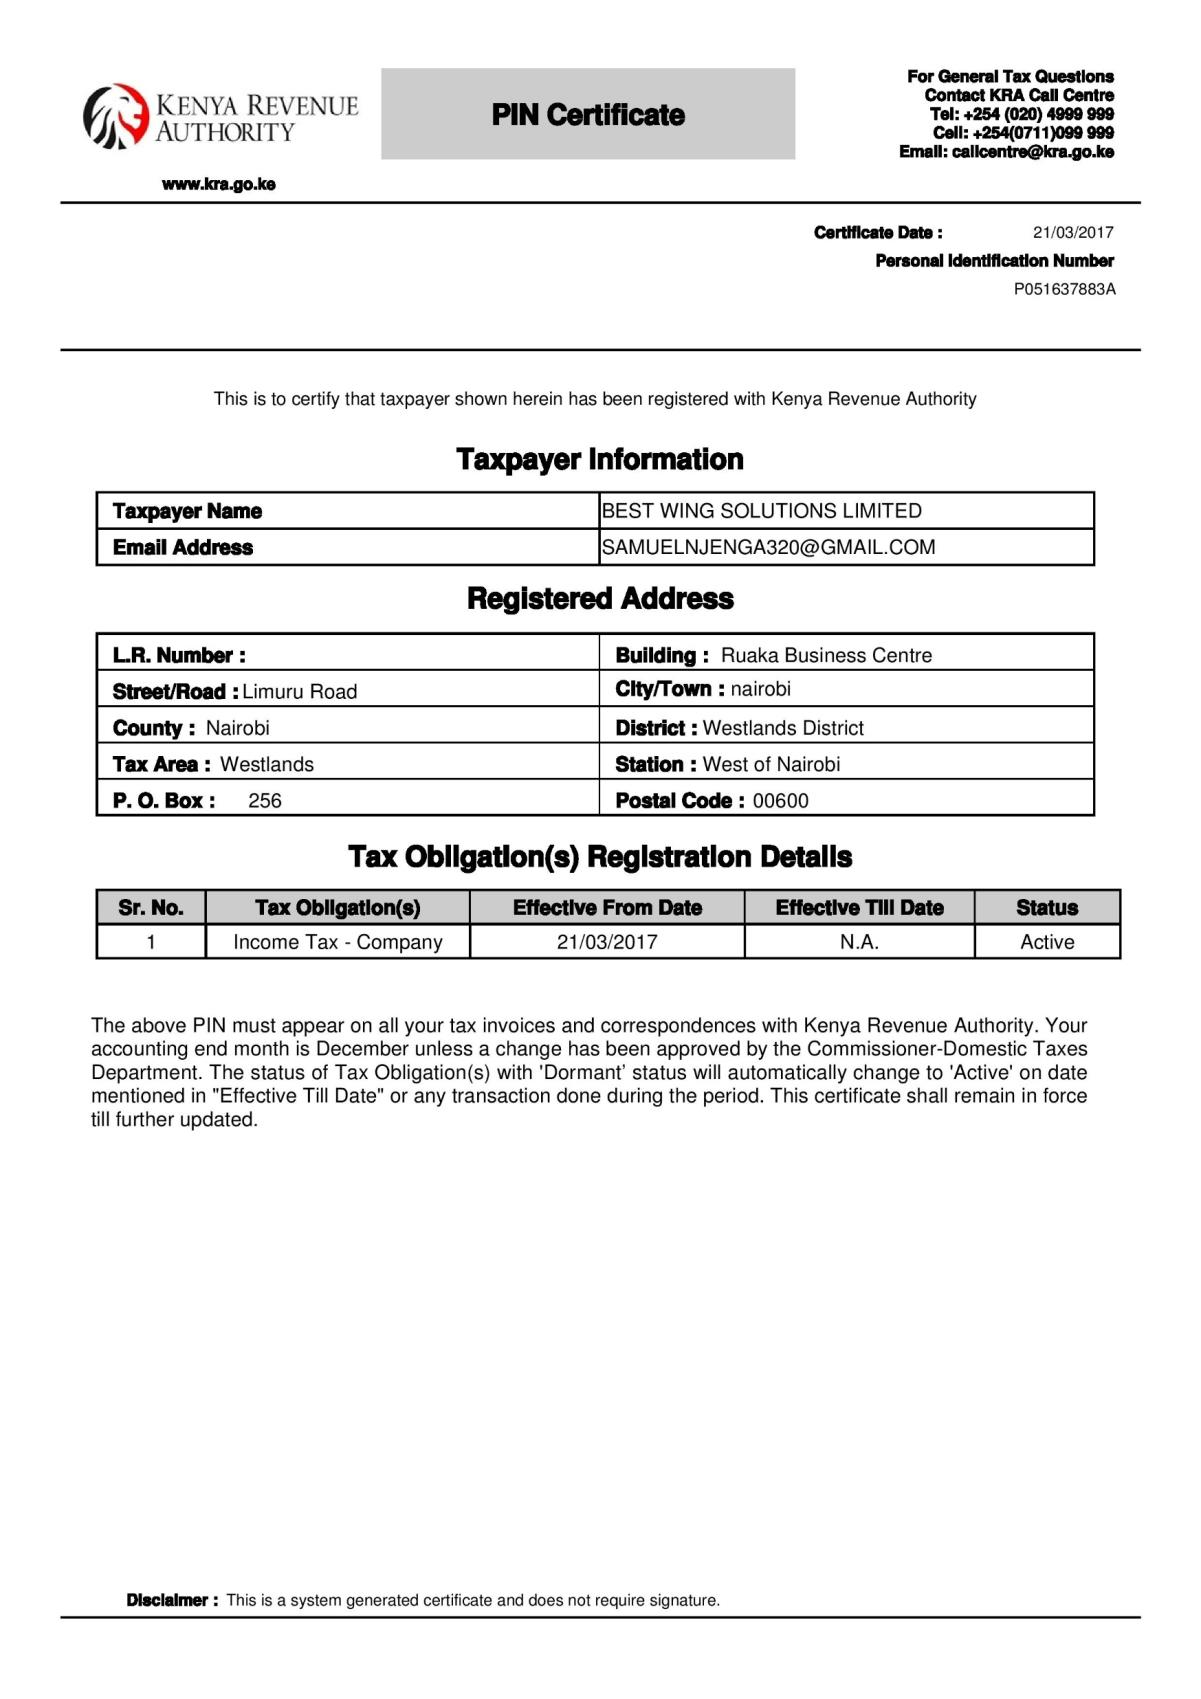 KENYA REVENUE
AUTHORITY
www.kra.go.ke
PIN Certificate
For General Tax Questions
Contact KRA Call Centre
Tel: +254 (020) 4999 999
Cell: +254(0711)099 999
Email: callcentre@kra.go.ke
Certificate Date : 21/03/2017
Personal Identification Number
P051637883A
This is to certify that taxpayer shown herein has been registered with Kenya Revenue Authority
Taxpayer Information
Taxpayer Name BEST WING SOLUTIONS LIMITED
Email Address SAMUELNJENGA320@GMAIL.COM
Registered Address
L.R. Number : Building : Ruaka Business Centre
Street/Road : Limuru Road City/Town : nairobi
County : Nairobi District : Westlands District
Tax Area : Westlands Station : West of Nairobi
P. O. Box : 256 Postal Code : 00600
Tax Obligation(s) Registration Details
Sr. No. Tax Obligation(s) Effective From Date Effective Till Date Status
1 Income Tax - Company 21/03/2017 N.A. Active
The above PIN must appear on all your tax invoices and correspondences with Kenya Revenue Authority. Your
accounting end month is December unless a change has been approved by the Commissioner-Domestic Taxes
Department. The status of Tax Obligation(s) with 'Dormant' status will automatically change to 'Active' on date
mentioned in "Effective Till Date" or any transaction done during the period. This certificate shall remain in force
till further updated.
Disclaimer : This is a system generated certificate and does not require signature.